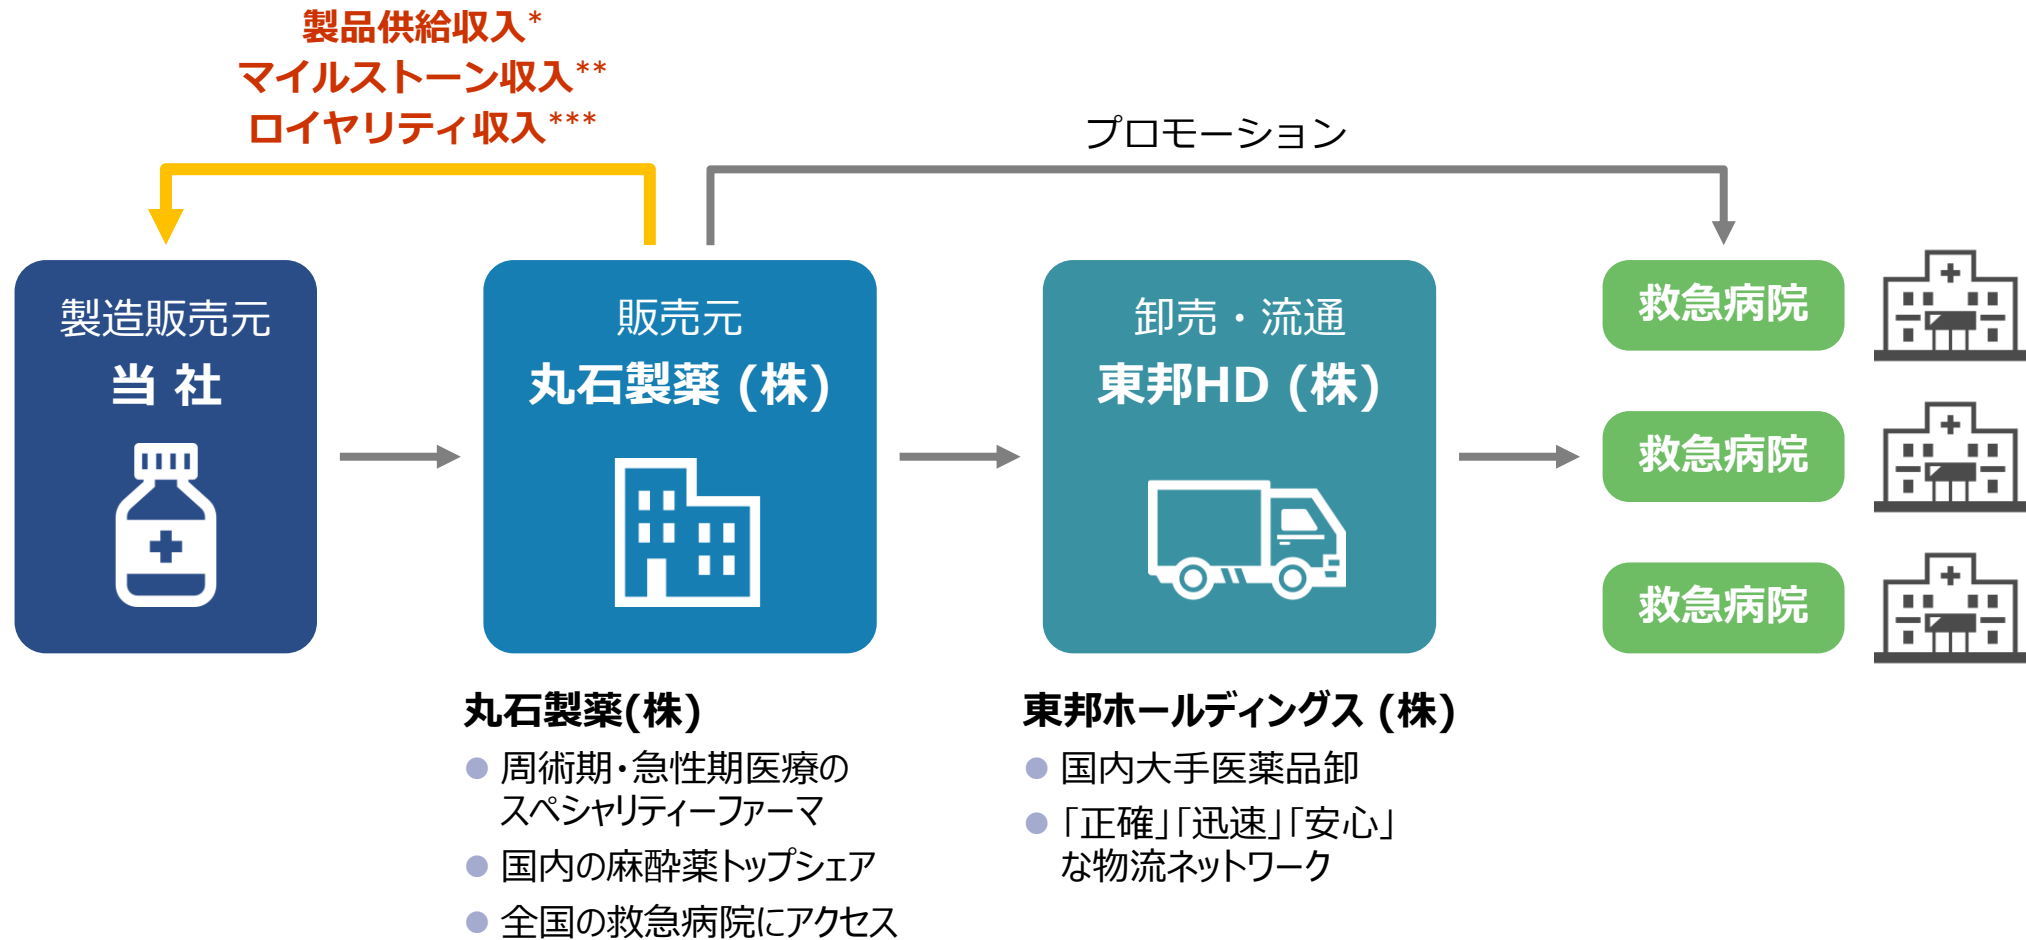 製品供給収入*
マイルストーン収入**
ロイヤリティ収入***
プロモーション
製造販売元
当 社
販売元
丸石製薬 (株)
卸売・流通
東邦HD (株)
救急病院
救急病院
救急病院
丸石製薬(株)
● 周術期・急性期医療の
スペシャリティーファーマ
● 国内の麻酔薬トップシェア
● 全国の救急病院にアクセス
東邦ホールディングス (株)
● 国内大手医薬品卸
● 「正確」「迅速」「安心」
な物流ネットワーク